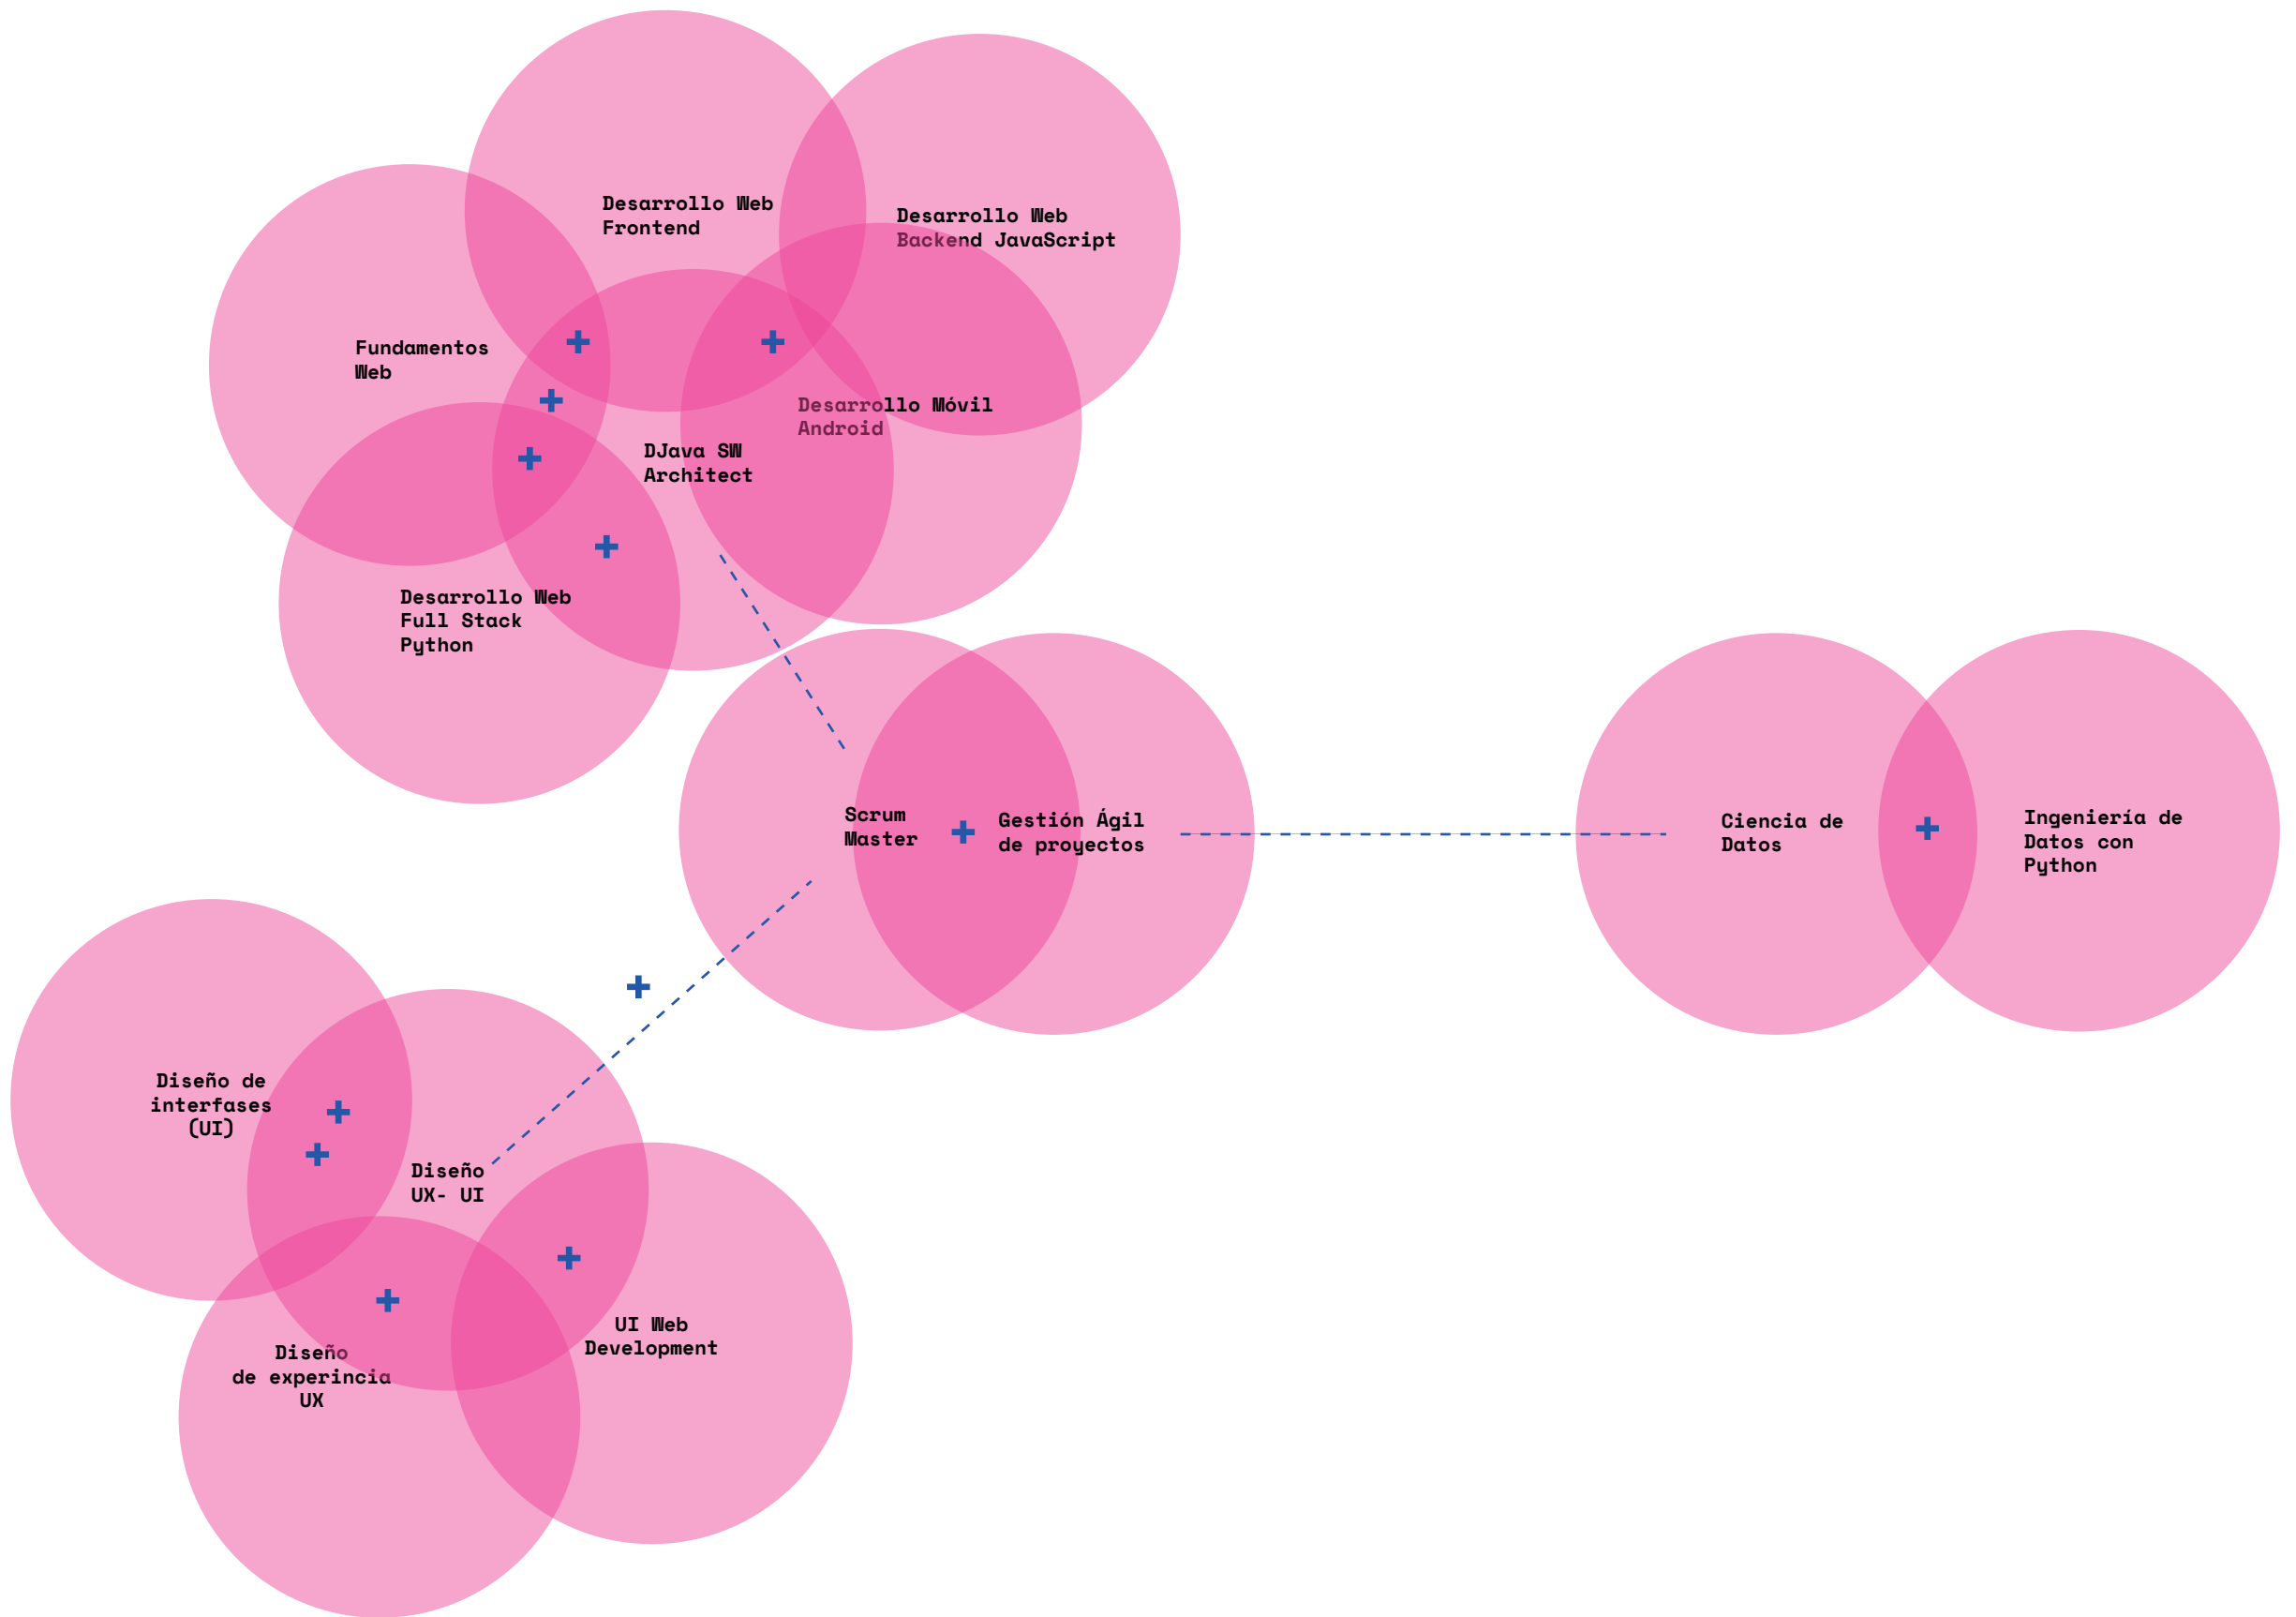 Desarrollo Web
Frontend
Desarrollo Web
Backend JavaScript
Fundamentos
Web
Desarrollo Móvil
Android
DJava SW
Architect
Desarrollo Web
Full Stack
Python
Scrum
Master
Gestión Ágil
de proyectos
Ciencia de
Datos
Ingeniería de
Datos con
Python
Diseño de
interfases
(UI)
Diseño
UX- UI
UI Web
Development
Diseño
de experincia
UX